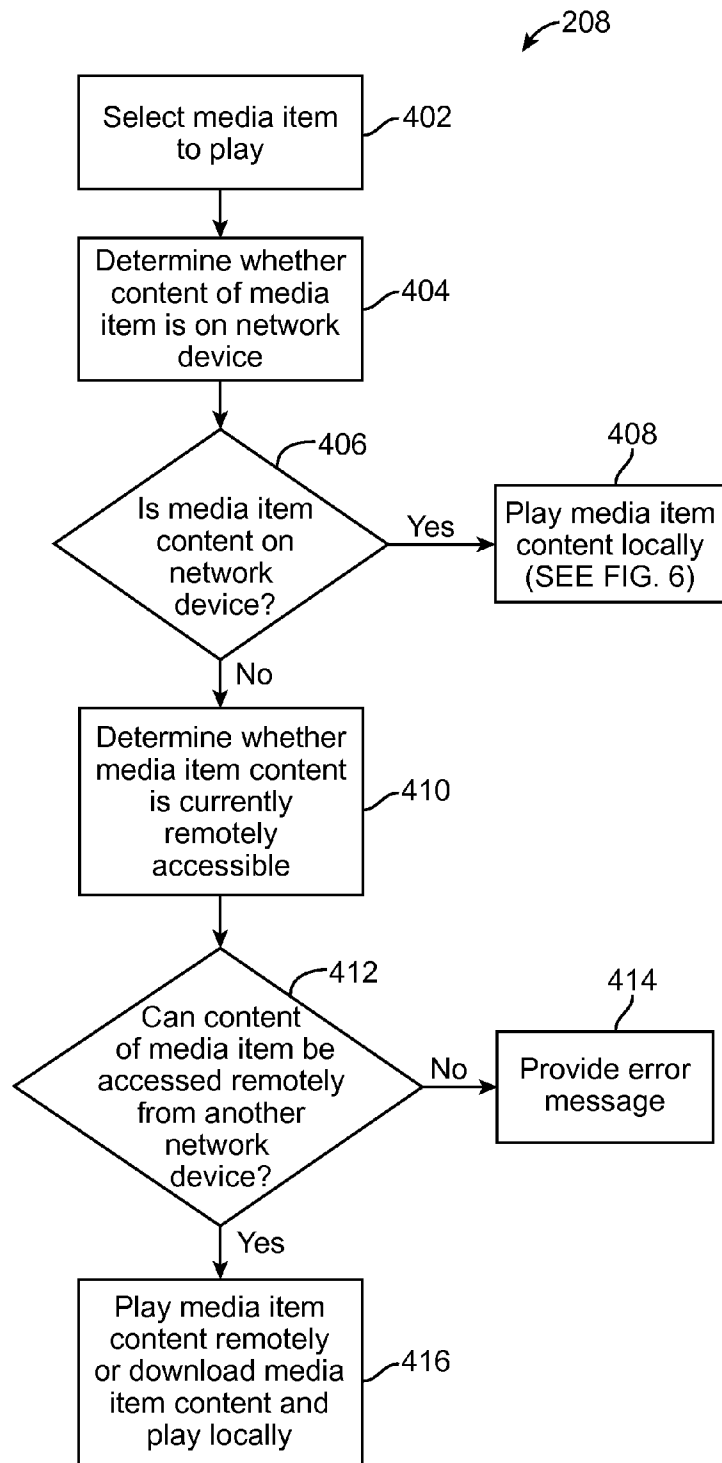 208
Select media item
to play
402
Determine whether
content of media
item is on network
device
404
406
Is media item
content on
network
device?
Yes
408
Play media item
content locally
(SEE FIG. 6)
No
Determine whether
media item content
is currently
remotely
accessible
410
412
Can content
of media item be
accessed remotely
from another
network
device?
No
414
Provide error
message
Yes
Play media item
content remotely
or download media
item content and
play locally
416